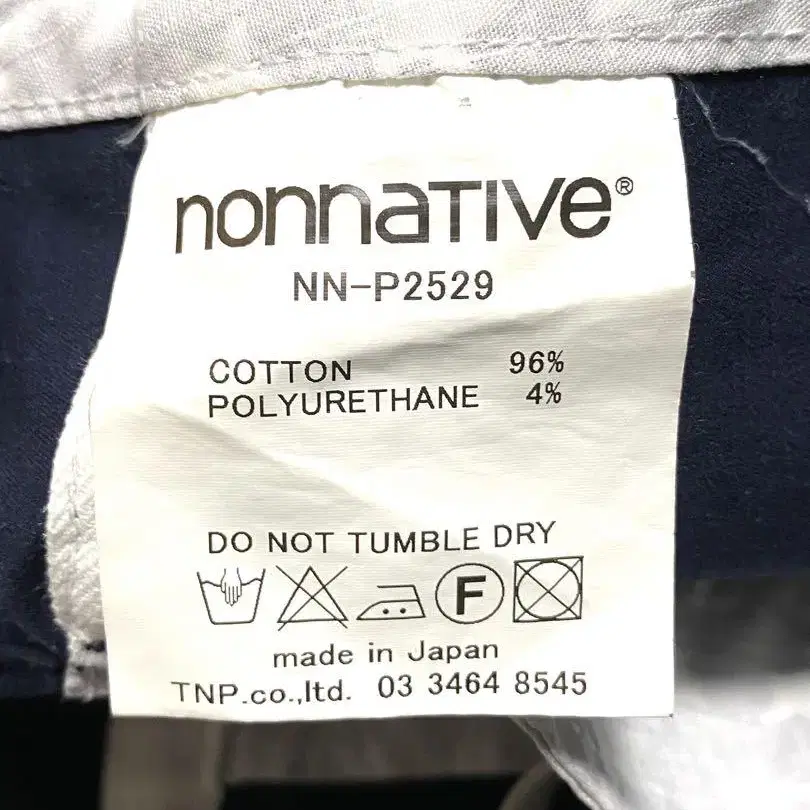 nonnative®
NN-P2529
COTTON 96%
POLYURETHANE 4%
DO NOT TUMBLE DRY
F
made in Japan
TNP.co.,ltd. 03 3464 8545